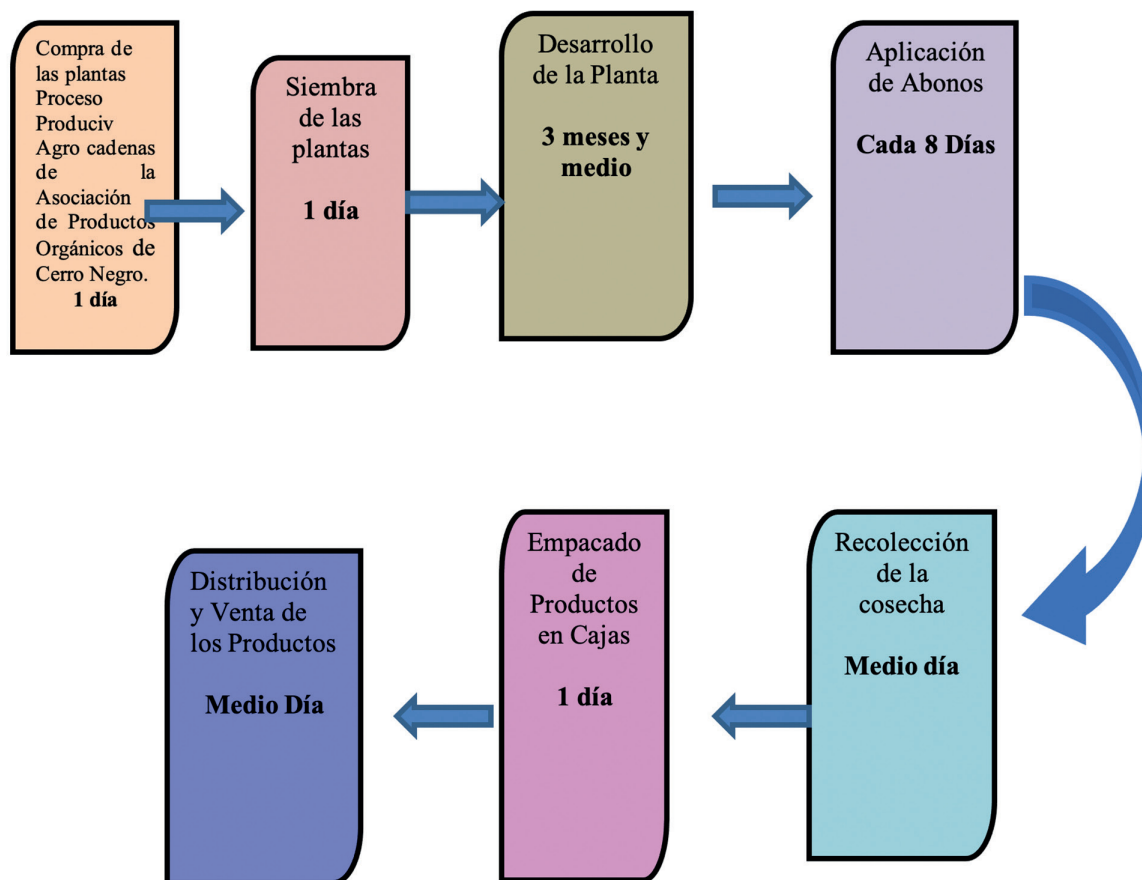 Compra de
las plantas
Proceso
Produciv
Agro cadenas
de la
Asociación
de Productos
Orgánicos de
Cerro Negro.
1 día
Siembra
de las
plantas
1 día
Desarrollo
de la Planta
3 meses y
medio
Aplicación
de Abonos
Cada 8 Días
Recolección
de la
cosecha
Medio día
Empacado
de
Productos
en Cajas
1 día
Distribución
y Venta de
los Productos
Medio Día